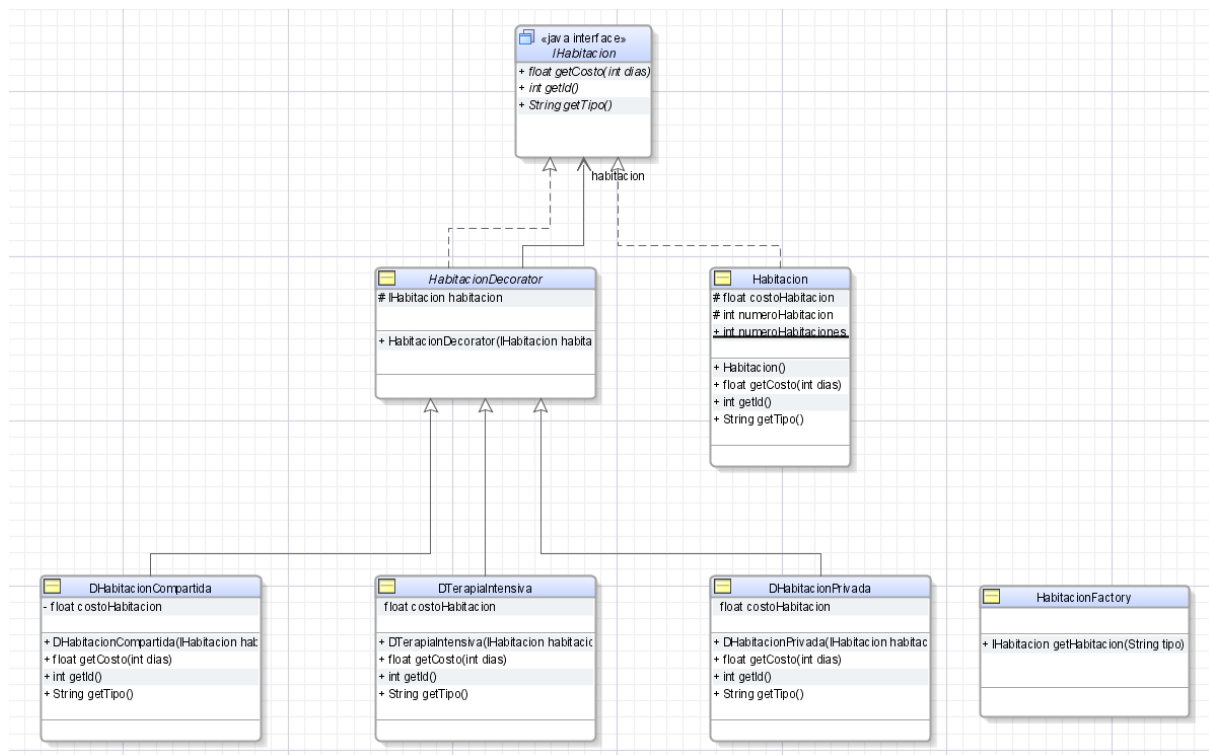 «java interface»
IHabitacion
+ float getCosto(int dias)
+ int getId()
+ String getTipo()
habitacion
HabitacionDecorator
# IHabitacion habitacion
+ HabitacionDecorator(IHabitacion habita
Habitacion
# float costoHabitacion
# int numeroHabitacion
+ int numeroHabitaciones
+ Habitacion()
+ float getCosto(int dias)
+ int getId()
+ String getTipo()
DHabitacionCompartida
- float costoHabitacion
+ DHabitacionCompartida(IHabitacion hab
+ float getCosto(int dias)
+ int getId()
+ String getTipo()
DTerapiaIntensiva
float costoHabitacion
+ DTerapiaIntensiva(IHabitacion habitacic
+ float getCosto(int dias)
+ int getId()
+ String getTipo()
DHabitacionPrivada
float costoHabitacion
+ DHabitacionPrivada(IHabitacion habitac
+ float getCosto(int dias)
+ int getId()
+ String getTipo()
HabitacionFactory
+ IHabitacion getHabitacion(String tipo)